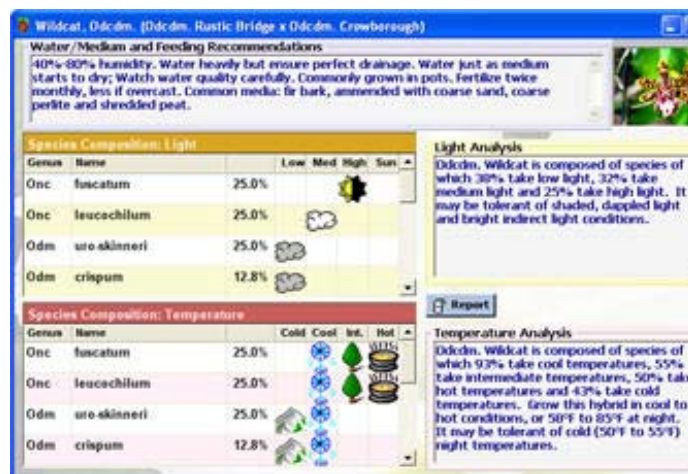 Wildcat, Odcdm. (Odcdm. Rustic Bridge x Odcdm. Crowborough)
Water/Medium and Feeding Recommendations
40%-80% humidity. Water heavily but ensure perfect drainage. Water just as medium
starts to dry; Watch water quality carefully. Commonly grown in pots. Fertilize twice
monthly, less if overcast. Common media: fir bark, ammended with coarse sand, coarse
perlite and shredded peat.
Species Composition: Light
Genus Name Low Med High Sun
Onc fuscatum 25.0%
Onc leucochilum 25.0%
Odm uro-skinneri 25.0%
Odm crispum 12.8%
Light Analysis
Odcdm. Wildcat is composed of species of
which 38% take low light, 32% take
medium light and 25% take high light. It
may be tolerant of shaded, dappled light
and bright indirect light conditions.
Report
Species Composition: Temperature
Genus Name Cold Cool Int. Hot
Onc fuscatum 25.0%
Onc leucochilum 25.0%
Odm uro-skinneri 25.0%
Odm crispum 12.8%
Temperature Analysis
Odcdm. Wildcat is composed of species of
which 93% take cool temperatures, 55%
take intermediate temperatures, 50% take
hot temperatures and 43% take cold
temperatures. Grow this hybrid in cool to
hot conditions, or 50°F to 85°F at night.
It may be tolerant of cold (50°F to 55°F)
night temperatures.